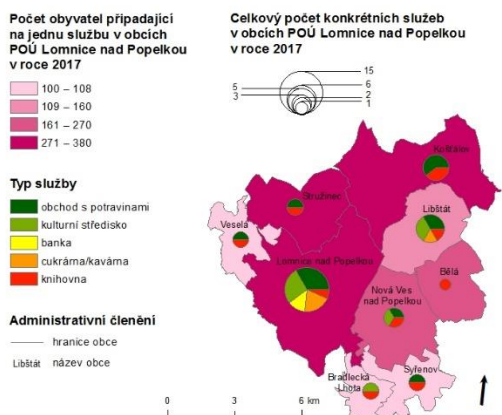 Počet obyvatel připadající
na jednu službu v obcích
POÚ Lomnice nad Popelkou
v roce 2017
100 – 108
109 – 160
161 – 270
271 – 380
Typ služby
obchod s potravinami
kulturní středisko
banka
cukrárna/kavárna
knihovna
Administrativní členění
hranice obce
Libštát název obce
Celkový počet konkrétních služeb
v obcích POÚ Lomnice nad Popelkou
v roce 2017
15
5 6
3 2
1
Košťálov
Stružinec
Libštát
Veselá
Lomnice nad Popelkou
Bělá
Nová Ves
nad Popelkou
Syřenov
Bradlecká
Lhota
0 3 6 km